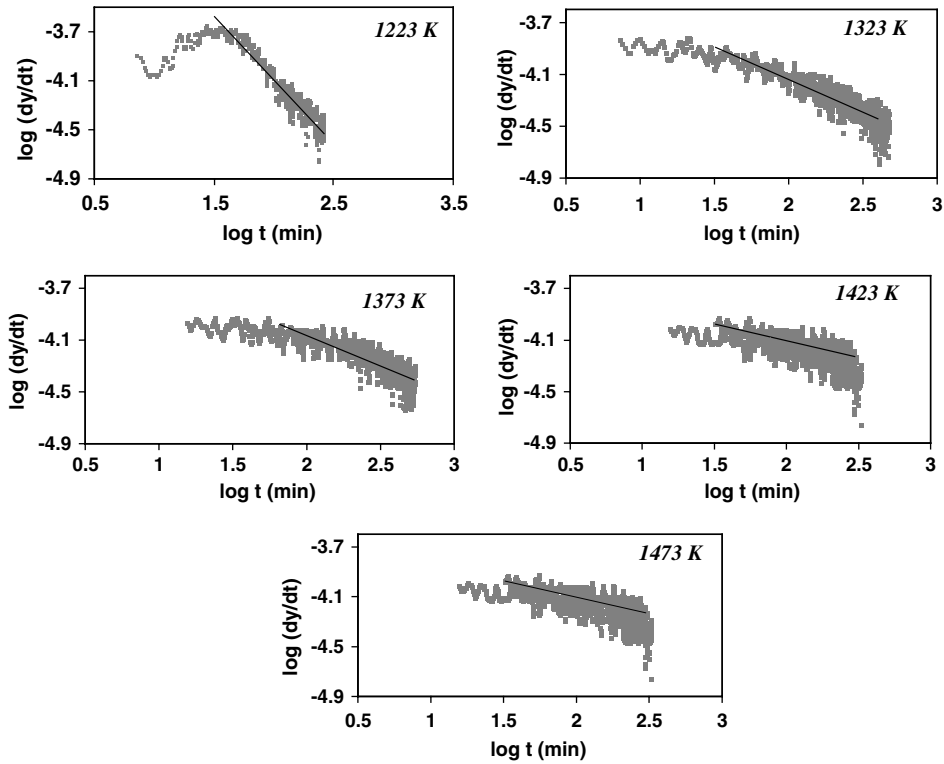 1223 K
log (dy/dt)
-3.7
-4.1
-4.5
-4.9
0.5 1.5 2.5 3.5
log t (min)
1323 K
log (dy/dt)
-3.7
-4.1
-4.5
-4.9
0.5 1 1.5 2 2.5 3
log t (min)
1373 K
log (dy/dt)
-3.7
-4.1
-4.5
-4.9
0.5 1 1.5 2 2.5 3
log t (min)
1423 K
log (dy/dt)
-3.7
-4.1
-4.5
-4.9
0.5 1 1.5 2 2.5 3
log t (min)
1473 K
log (dy/dt)
-3.7
-4.1
-4.5
-4.9
0.5 1 1.5 2 2.5 3
log t (min)